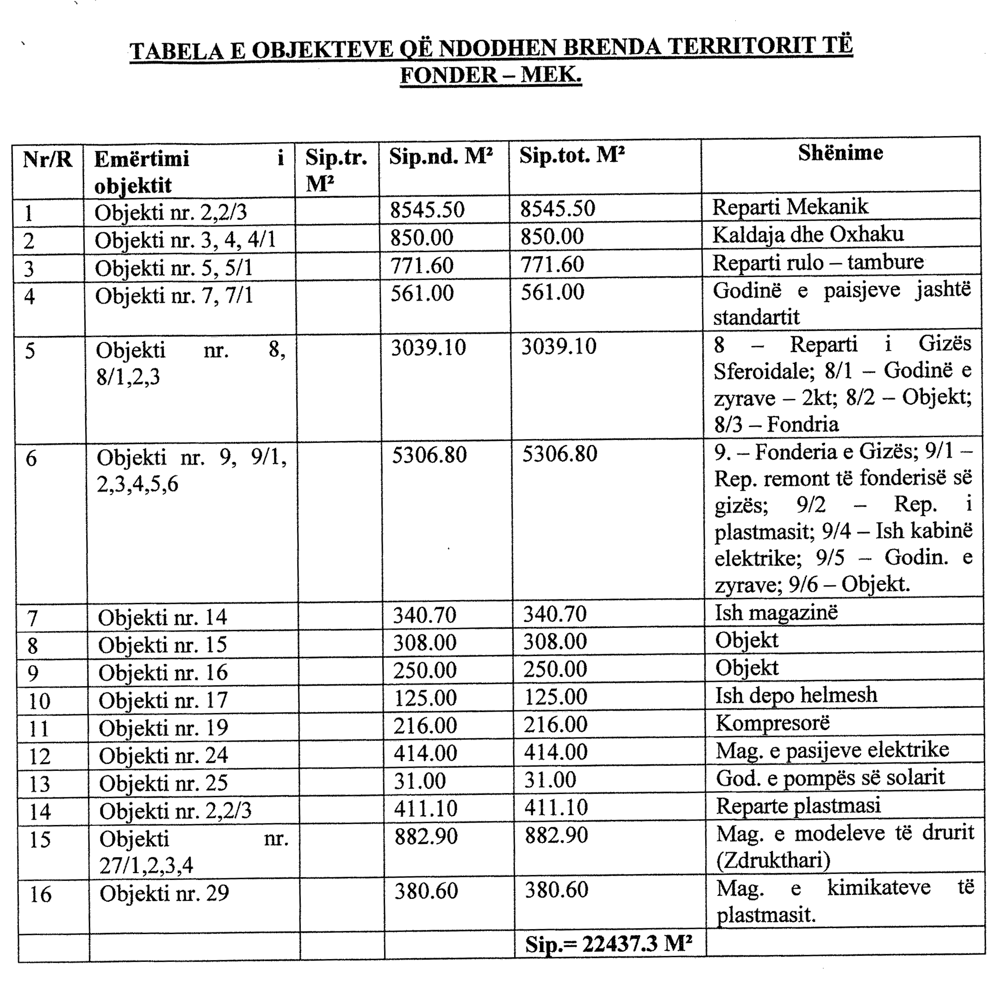 TABELA E OBJEKTEVE QË NDODHEN BRENDA TERRITORIT TË
FONDER – MEK.
Nr/R Emërtimi i objektit Sip.tr. M² Sip.nd. M² Sip.tot. M² Shënime
1 Objekti nr. 2,2/3 8545.50 8545.50 Reparti Mekanik
2 Objekti nr. 3, 4, 4/1 850.00 850.00 Kaldaja dhe Oxhaku
3 Objekti nr. 5, 5/1 771.60 771.60 Reparti rulo – tambure
4 Objekti nr. 7, 7/1 561.00 561.00 Godinë e paisjeve jashtë
standartit
5 Objekti nr. 8, 3039.10 3039.10 8 – Reparti i Gizës
8/1,2,3 Sferoidale; 8/1 – Godinë e
zyrave – 2kt; 8/2 – Objekt;
8/3 – Fondria
6 Objekti nr. 9, 9/1, 5306.80 5306.80 9. – Fonderia e Gizës; 9/1 –
2,3,4,5,6 Rep. remont të fonderisë së
gizës; 9/2 – Rep. i
plastmasit; 9/4 – Ish kabinë
elektrike; 9/5 – Godin. e
zyrave; 9/6 – Objekt.
7 Objekti nr. 14 340.70 340.70 Ish magazinë
8 Objekti nr. 15 308.00 308.00 Objekt
9 Objekti nr. 16 250.00 250.00 Objekt
10 Objekti nr. 17 125.00 125.00 Ish depo helmesh
11 Objekti nr. 19 216.00 216.00 Kompresorë
12 Objekti nr. 24 414.00 414.00 Mag. e pasijeve elektrike
13 Objekti nr. 25 31.00 31.00 God. e pompës së solarit
14 Objekti nr. 2,2/3 411.10 411.10 Reparte plastmasi
15 Objekti nr. 882.90 882.90 Mag. e modeleve të drurit
27/1,2,3,4 (Zdrukthari)
16 Objekti nr. 29 380.60 380.60 Mag. e kimikateve të
plastmasit.
Sip.= 22437.3 M²